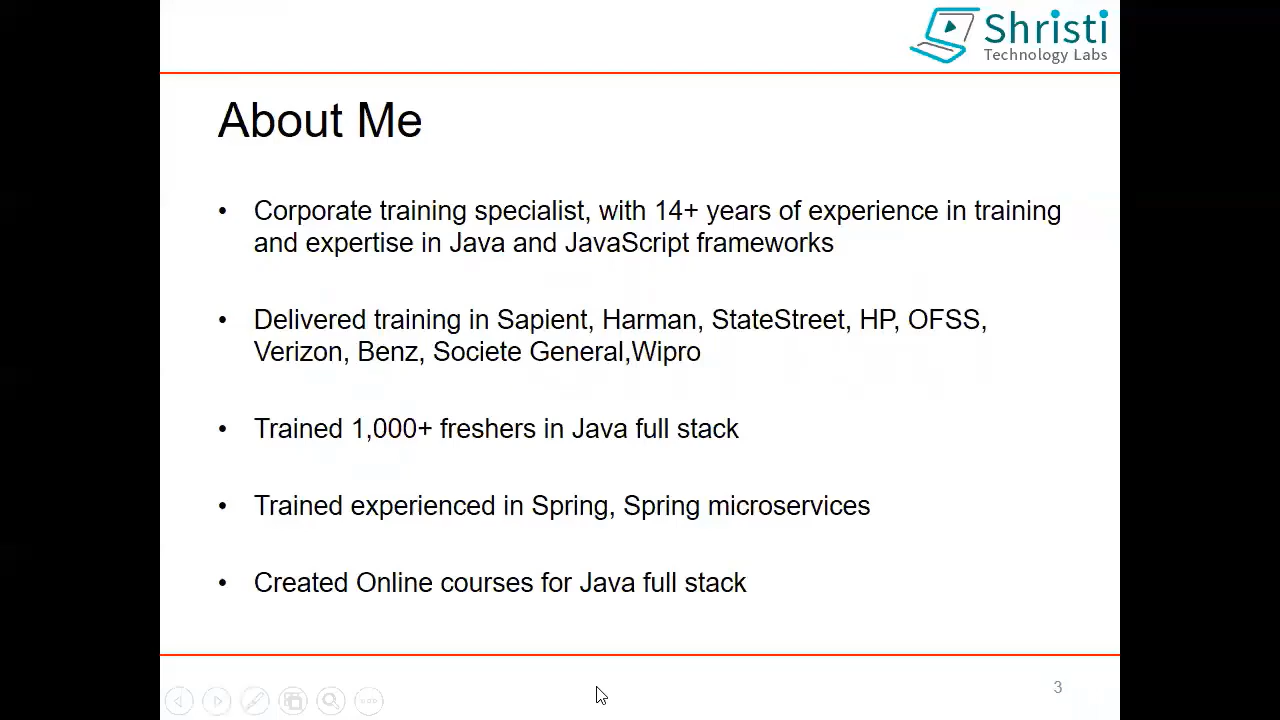 Shristi
Technology Labs
About Me
• Corporate training specialist, with 14+ years of experience in training
and expertise in Java and JavaScript frameworks
• Delivered training in Sapient, Harman, StateStreet, HP, OFSS,
Verizon, Benz, Societe General,Wipro
• Trained 1,000+ freshers in Java full stack
• Trained experienced in Spring, Spring microservices
• Created Online courses for Java full stack
3